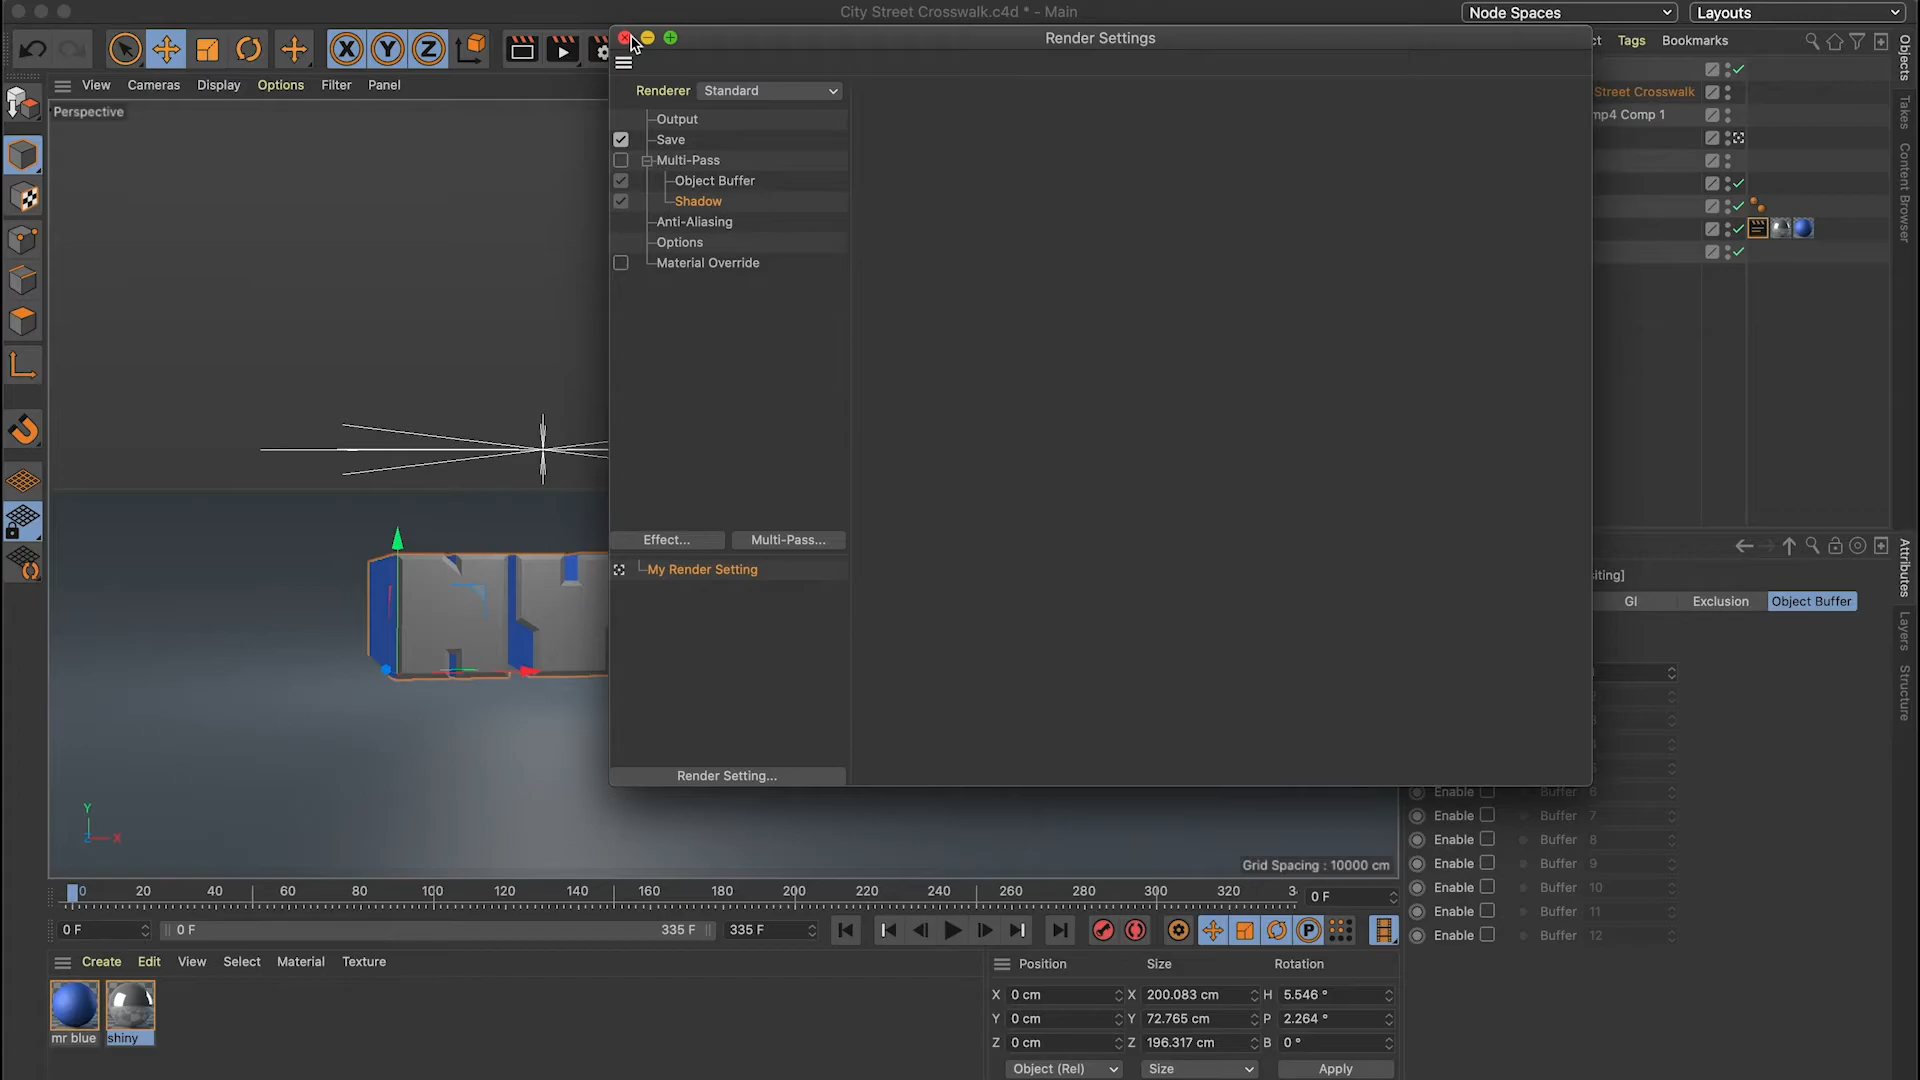 City Street Crosswalk.c4d * - Main
Node Spaces
Layouts
Render Settings
Tags
Bookmarks
View
Cameras
Display
Options
Filter
Panel
Perspective
Renderer
Standard
Output
Save
Multi-Pass
Object Buffer
Shadow
Anti-Aliasing
Options
Material Override
Effect...
Multi-Pass...
My Render Setting
Render Setting...
Street Crosswalk
mp4 Comp 1
Objects
Takes
Content Browser
Attributes
Layers
Structure
GI
Exclusion
Object Buffer
Enable
Buffer
6
Enable
Buffer
7
Enable
Buffer
8
Enable
Buffer
9
Enable
Buffer
10
Enable
Buffer
11
Enable
Buffer
12
X
Y
Z
Y
X
Z
Grid Spacing : 10000 cm
0
20
40
60
80
100
120
140
160
180
200
220
240
260
280
300
320
3
0 F
0 F
0 F
335 F
335 F
P
Create
Edit
View
Select
Material
Texture
mr blue
shiny
Position
Size
Rotation
X 0 cm
X 200.083 cm
H 5.546 °
Y 0 cm
Y 72.765 cm
P 2.264 °
Z 0 cm
Z 196.317 cm
B 0 °
Object (Rel)
Size
Apply